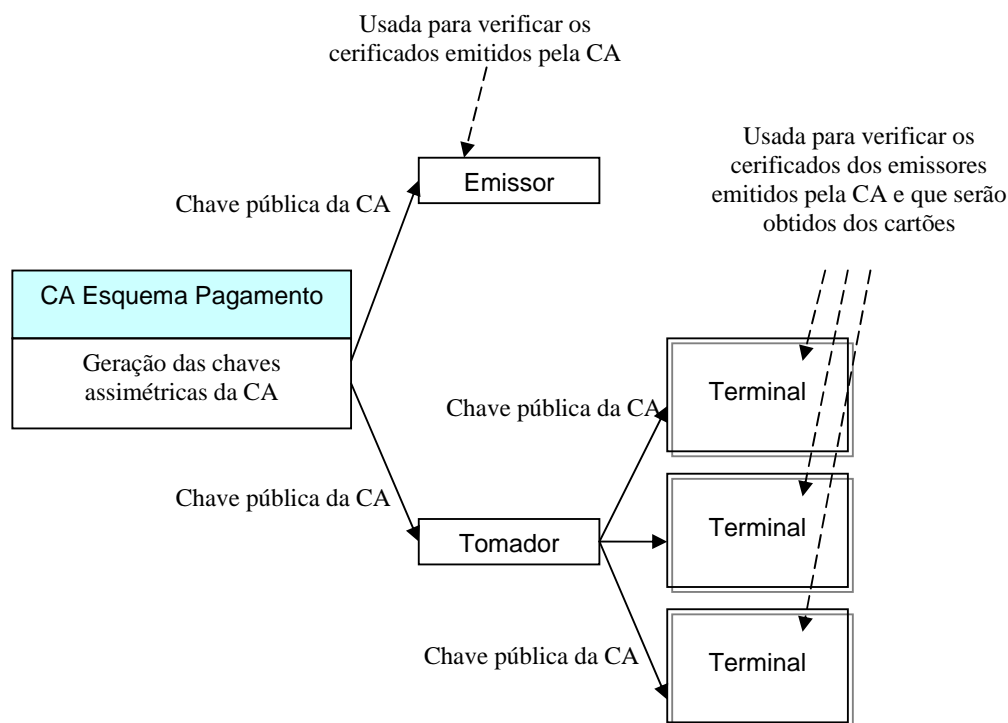 Usada para verificar os
cerificados emitidos pela CA
Usada para verificar os
cerificados dos emissores
emitidos pela CA e que serão
obtidos dos cartões
Emissor
Chave pública da CA
CA Esquema Pagamento
Geração das chaves
assimétricas da CA
Terminal
Chave pública da CA
Chave pública da CA
Tomador
Terminal
Chave pública da CA
Terminal